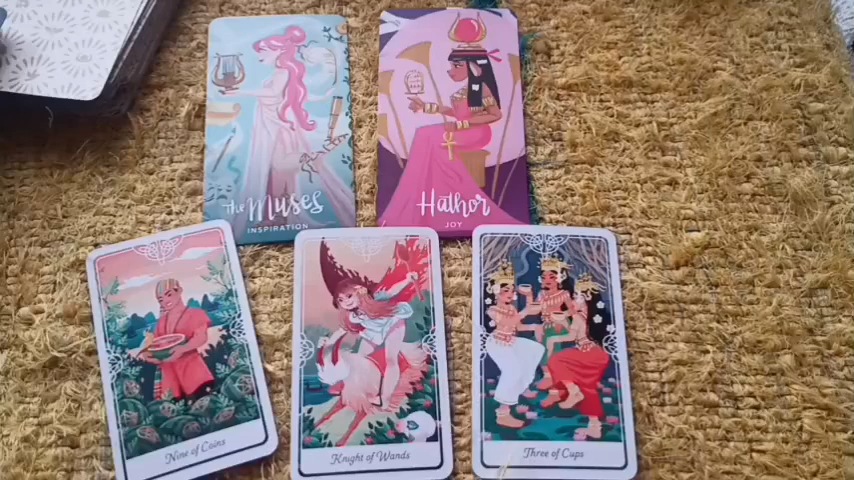 the Muses
INSPIRATION
Hathor
JOY
Nine of Coins
Knight of Wands
Three of Cups